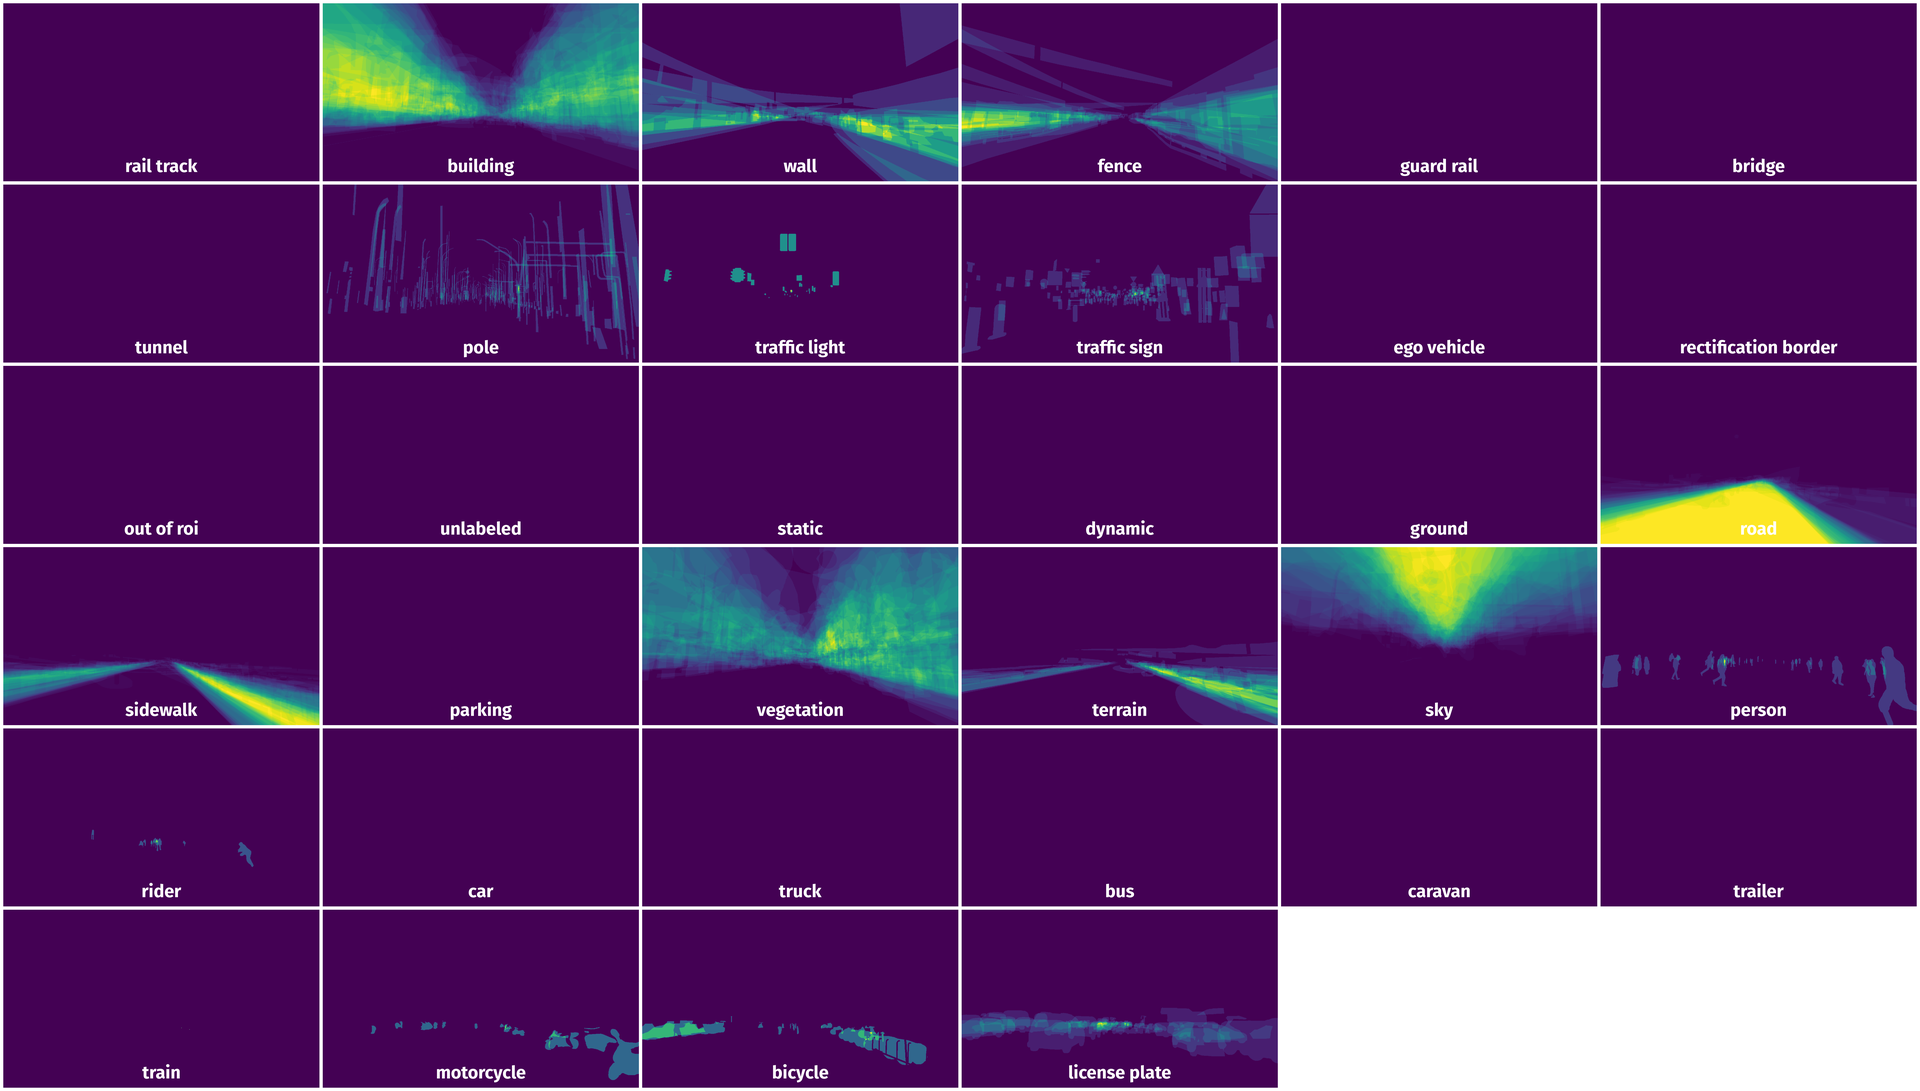 rail track
building
wall
fence
guard rail
bridge
tunnel
pole
traffic light
traffic sign
ego vehicle
rectification border
out of roi
unlabeled
static
dynamic
ground
road
sidewalk
parking
vegetation
terrain
sky
person
rider
car
truck
bus
caravan
trailer
train
motorcycle
bicycle
license plate